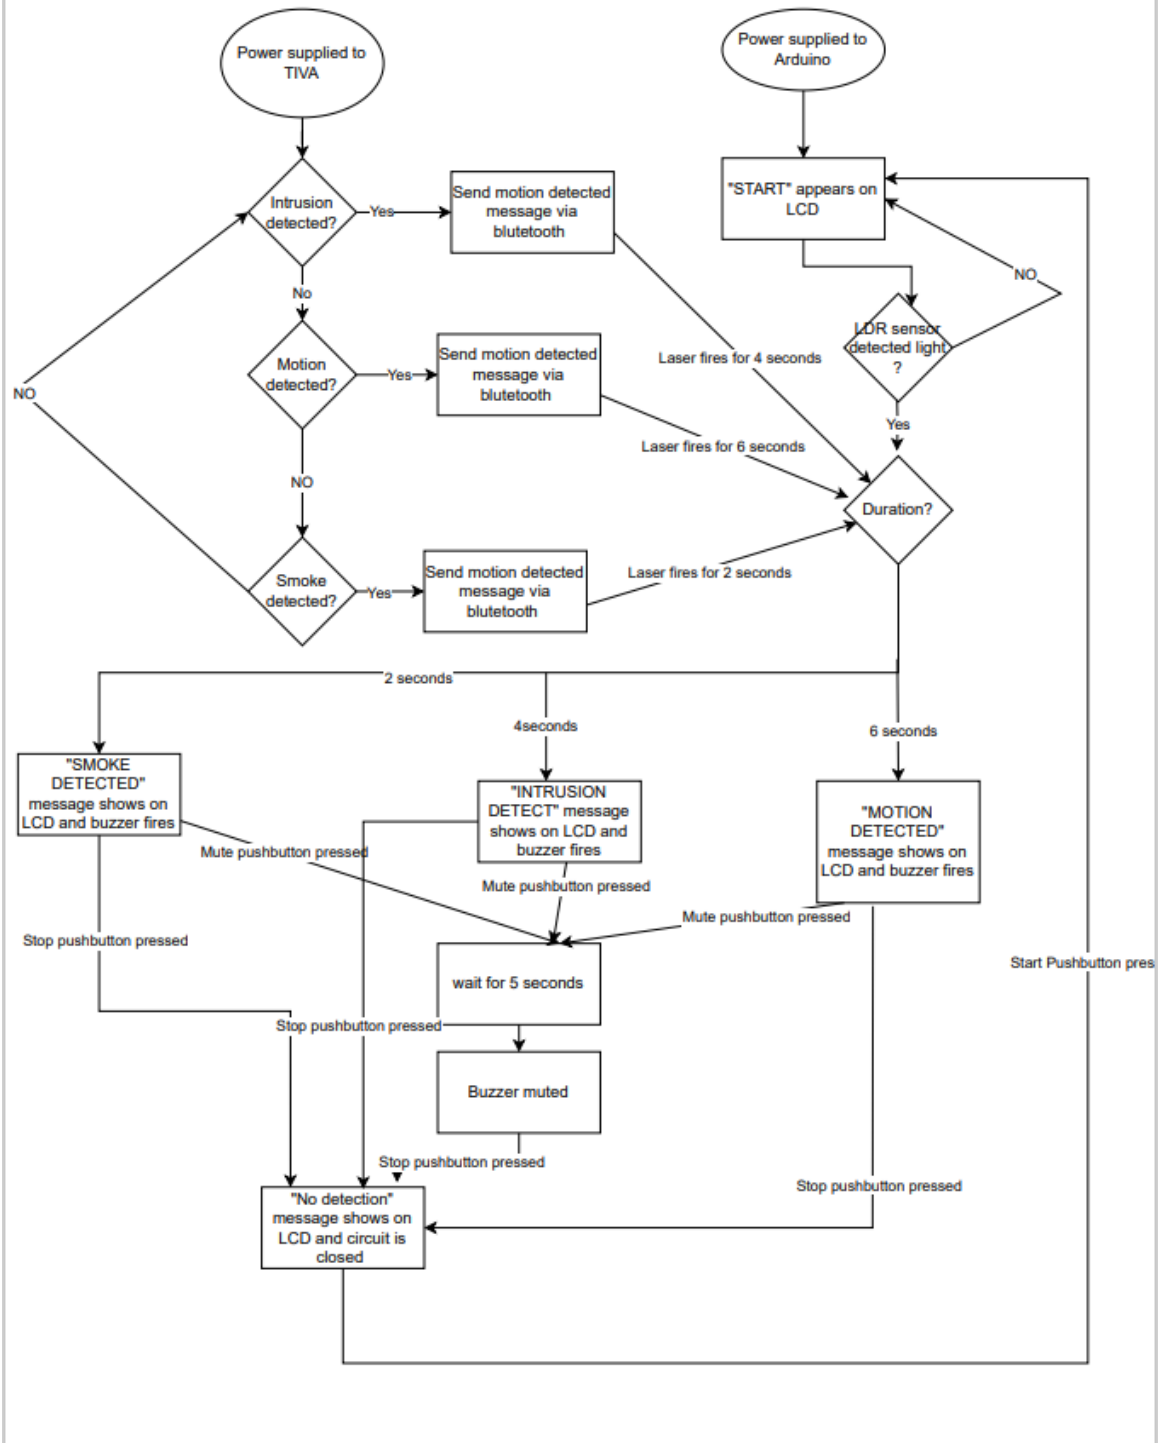 Power supplied to
TIVA
Power supplied to
Arduino
Intrusion
detected?
Yes
Send motion detected
message via
blutetooth
"START" appears on
LCD
NO
No
LDR sensor
detected light
?
Motion
detected?
Yes
Send motion detected
message via
blutetooth
Laser fires for 4 seconds
NO
Yes
Laser fires for 6 seconds
NO
Duration?
Smoke
detected?
Yes
Send motion detected
message via
blutetooth
Laser fires for 2 seconds
2 seconds
4seconds
6 seconds
"SMOKE
DETECTED"
message shows on
LCD and buzzer fires
"INTRUSION
DETECT" message
shows on LCD and
buzzer fires
"MOTION
DETECTED"
message shows on
LCD and buzzer fires
Mute pushbutton pressed
Mute pushbutton pressed
Mute pushbutton pressed
Stop pushbutton pressed
Start Pushbutton pres
wait for 5 seconds
Stop pushbutton pressed
Buzzer muted
Stop pushbutton pressed
Stop pushbutton pressed
"No detection"
message shows on
LCD and circuit is
closed